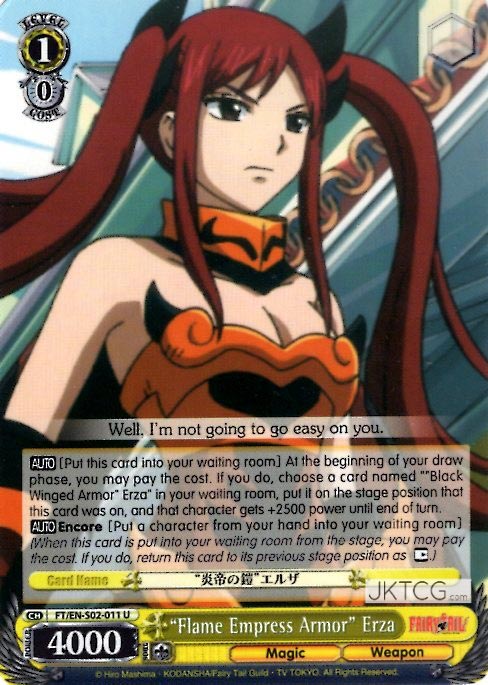 LEVEL
1
0
COST
Well, I'm not going to go easy on you.
AUTO [Put this card into your waiting room] At the beginning of your draw
phase, you may pay the cost. If you do, choose a card named ""Black
Winged Armor" Erza" in your waiting room, put it on the stage position that
this card was on, and that character gets +2500 power until end of turn.
AUTO Encore [Put a character from your hand into your waiting room]
(When this card is put into your waiting room from the stage, you may pay
the cost. If you do, return this card to its previous stage position as .)
Card Name
"炎帝の鎧"エルザ
JKTCG.com
CH FT/EN-S02-011 U
POWER
4000
SOUL
"Flame Empress Armor" Erza
FAIRY TAIL
Magic
Weapon
© Hiro Mashima・KODANSHA/Fairy Tail Guild・TV TOKYO. All Rights Reserved.